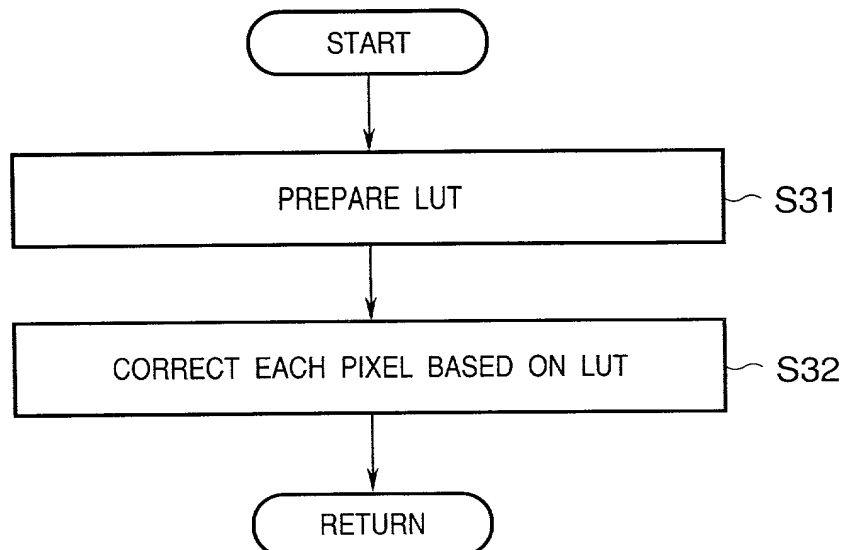 START
PREPARE LUT
S31
CORRECT EACH PIXEL BASED ON LUT
S32
RETURN